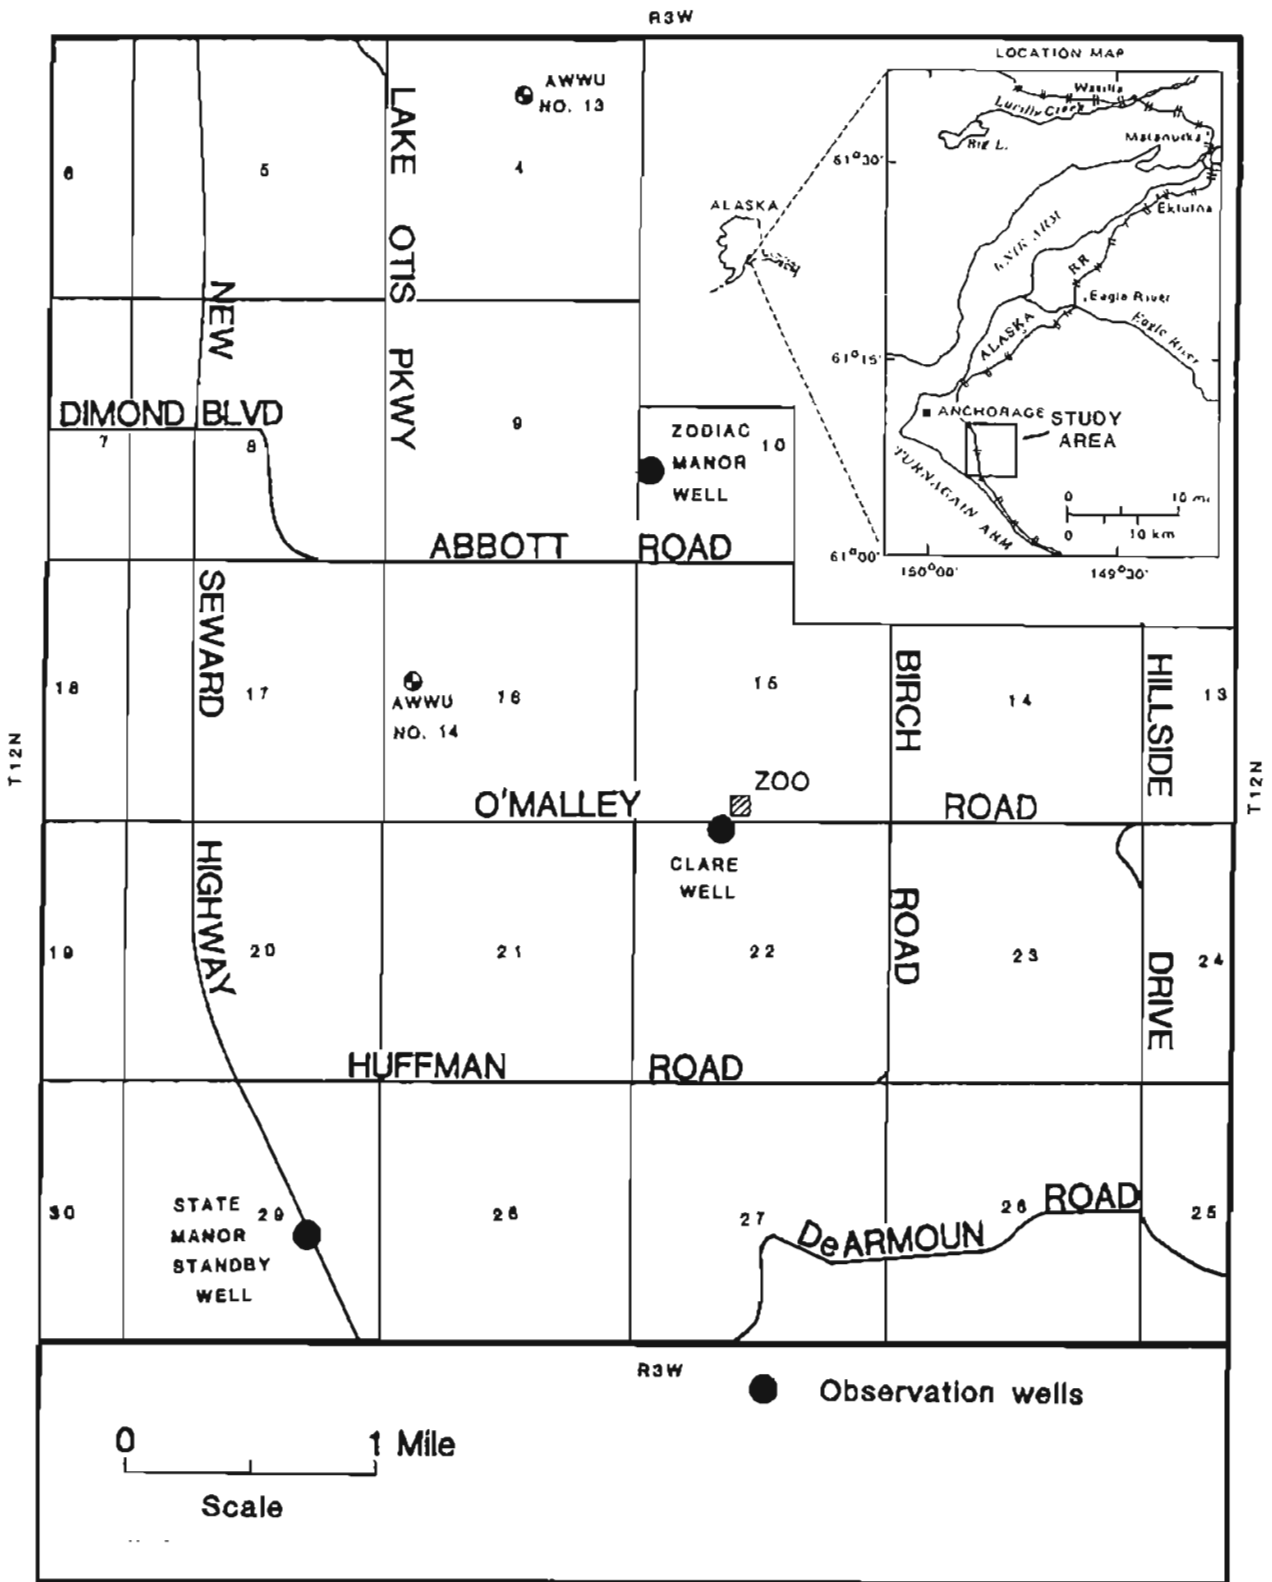 R3W
LOCATION MAP
AWWU
NO. 13
LAKE OTIS PKWY
6
5
4
Wasilla
Lucille Creek
Big L.
Matanuska
61°30'
ALASKA
KNIK ARM
Eklutna
ALASKA RR
Eagle River
Eagle River
61°15'
ANCHORAGE
STUDY
AREA
TURNAGAIN ARM
0 10 mi
0 10 km
61°00'
150°00' 149°30'
NEW SEWARD HIGHWAY
DIMOND BLVD
7
8
9
ZODIAC
MANOR
WELL
10
ABBOTT ROAD
18
17
AWWU
NO. 14
16
15
BIRCH ROAD
14
HILLSIDE DRIVE
13
T12N
T12N
ZOO
O'MALLEY ROAD
CLARE
WELL
19
20
21
22
23
24
HUFFMAN ROAD
30
STATE
MANOR
STANDBY
WELL
29
28
27
DeARMOUN ROAD
26
25
R3W
Observation wells
0 1 Mile
Scale